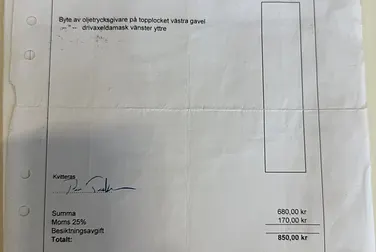 Byte av oljetrycksgivare på topplocket västra gavel
—"— drivaxeldamask vänster yttre
Kvitteras
Summa 680,00 kr
Moms 25% 170,00 kr
Besiktningsavgift
Totalt: 850,00 kr